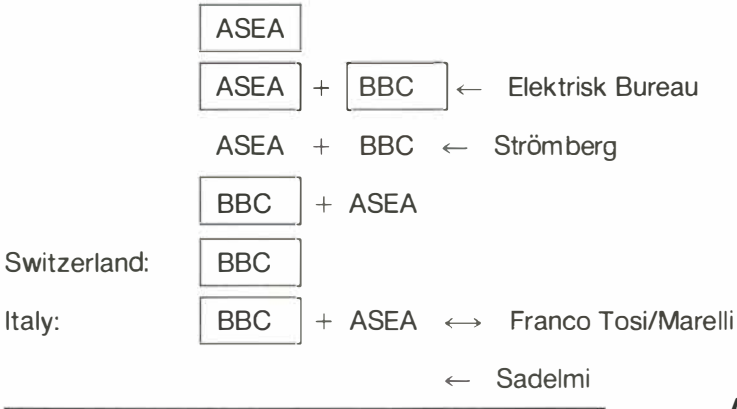 ASEA
ASEA + BBC ← Elektrisk Bureau
ASEA + BBC ← Strömberg
BBC + ASEA
Switzerland: BBC
Italy: BBC + ASEA ↔ Franco Tosi/Marelli
← Sadelmi